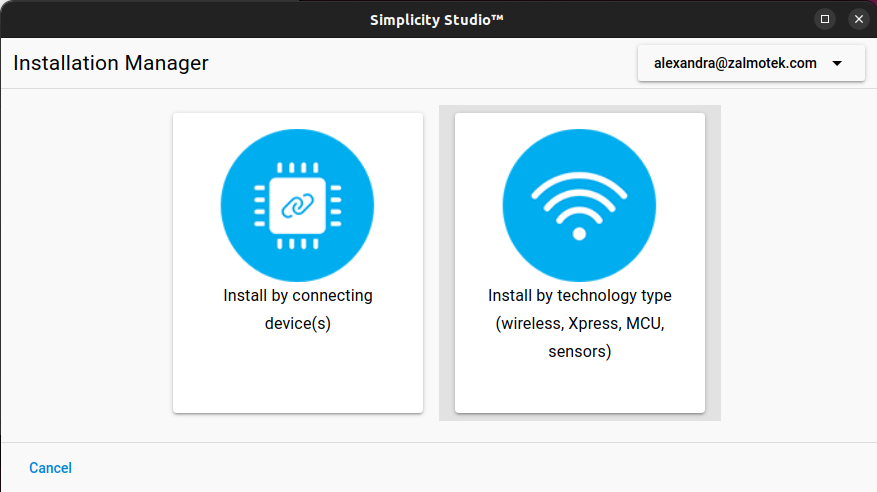 Simplicity Studio™
Installation Manager
alexandra@zalmotek.com
Install by connecting
device(s)
Install by technology type
(wireless, Xpress, MCU,
sensors)
Cancel